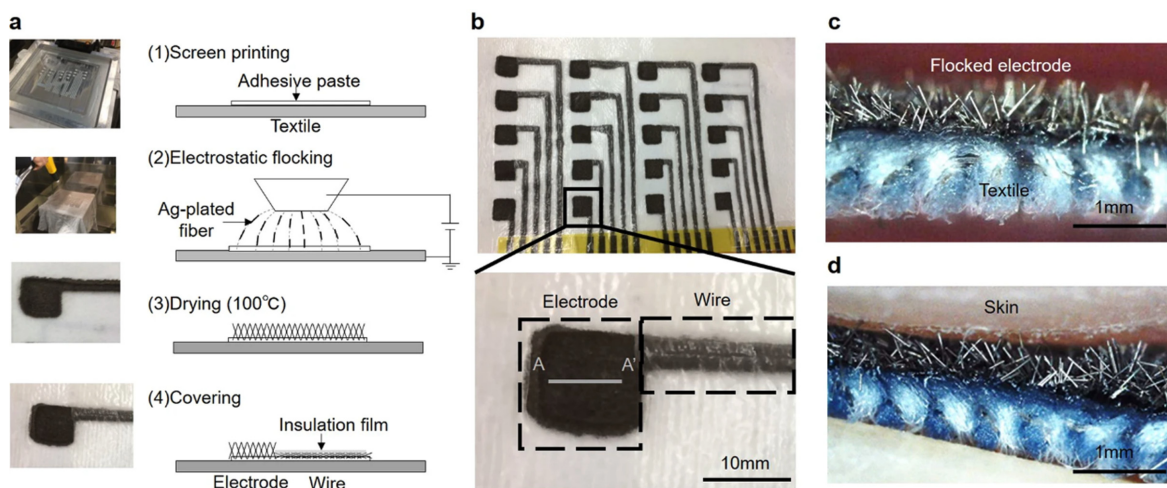 a
(1)Screen printing
Adhesive paste
Textile
(2)Electrostatic flocking
Ag-plated
fiber
(3)Drying (100℃)
(4)Covering
Insulation film
Electrode
Wire
b
Electrode
Wire
A
A'
10mm
c
Flocked electrode
Textile
1mm
d
Skin
1mm